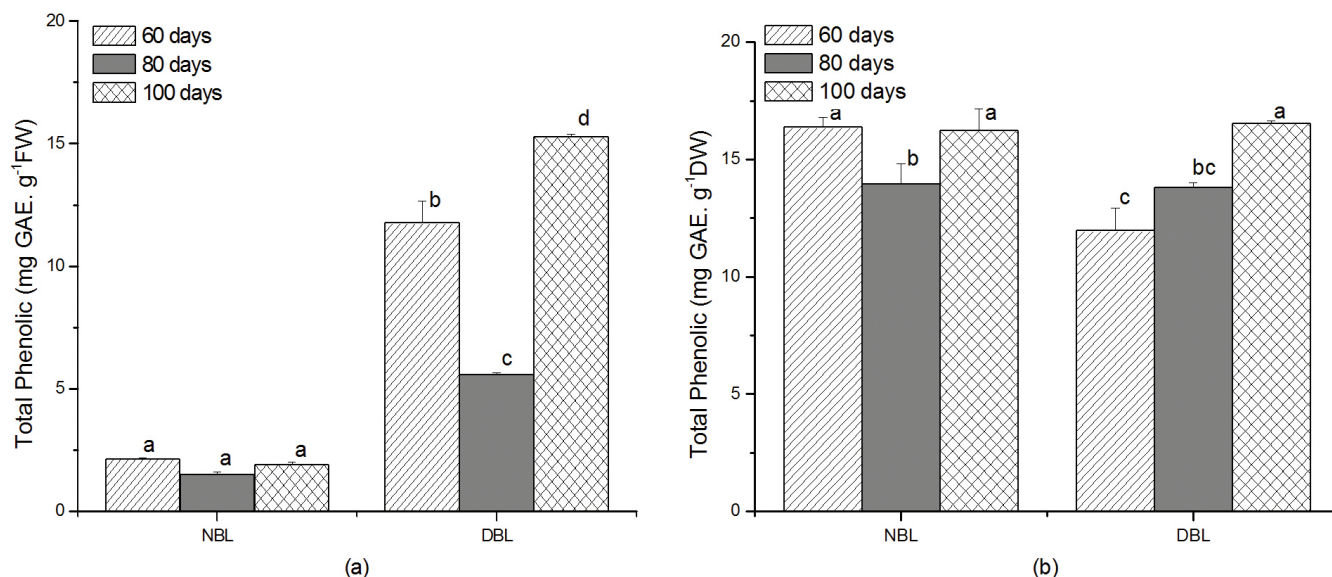 20
15
10
5
0
Total Phenolic (mg GAE. g⁻¹FW)
60 days
80 days
100 days
a
a
a
b
c
d
NBL
DBL
(a)
20
15
10
5
0
Total Phenolic (mg GAE. g⁻¹DW)
60 days
80 days
100 days
a
b
a
c
bc
a
NBL
DBL
(b)